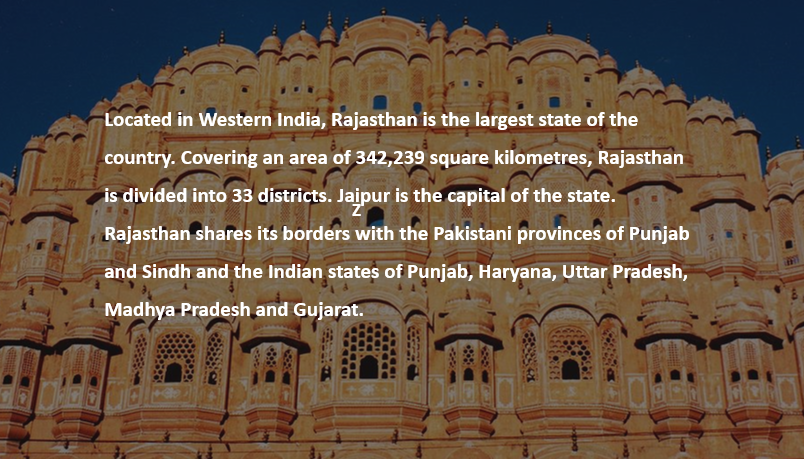 Located in Western India, Rajasthan is the largest state of the
country. Covering an area of 342,239 square kilometres, Rajasthan
is divided into 33 districts. Jaipur is the capital of the state.
z
Rajasthan shares its borders with the Pakistani provinces of Punjab
and Sindh and the Indian states of Punjab, Haryana, Uttar Pradesh,
Madhya Pradesh and Gujarat.